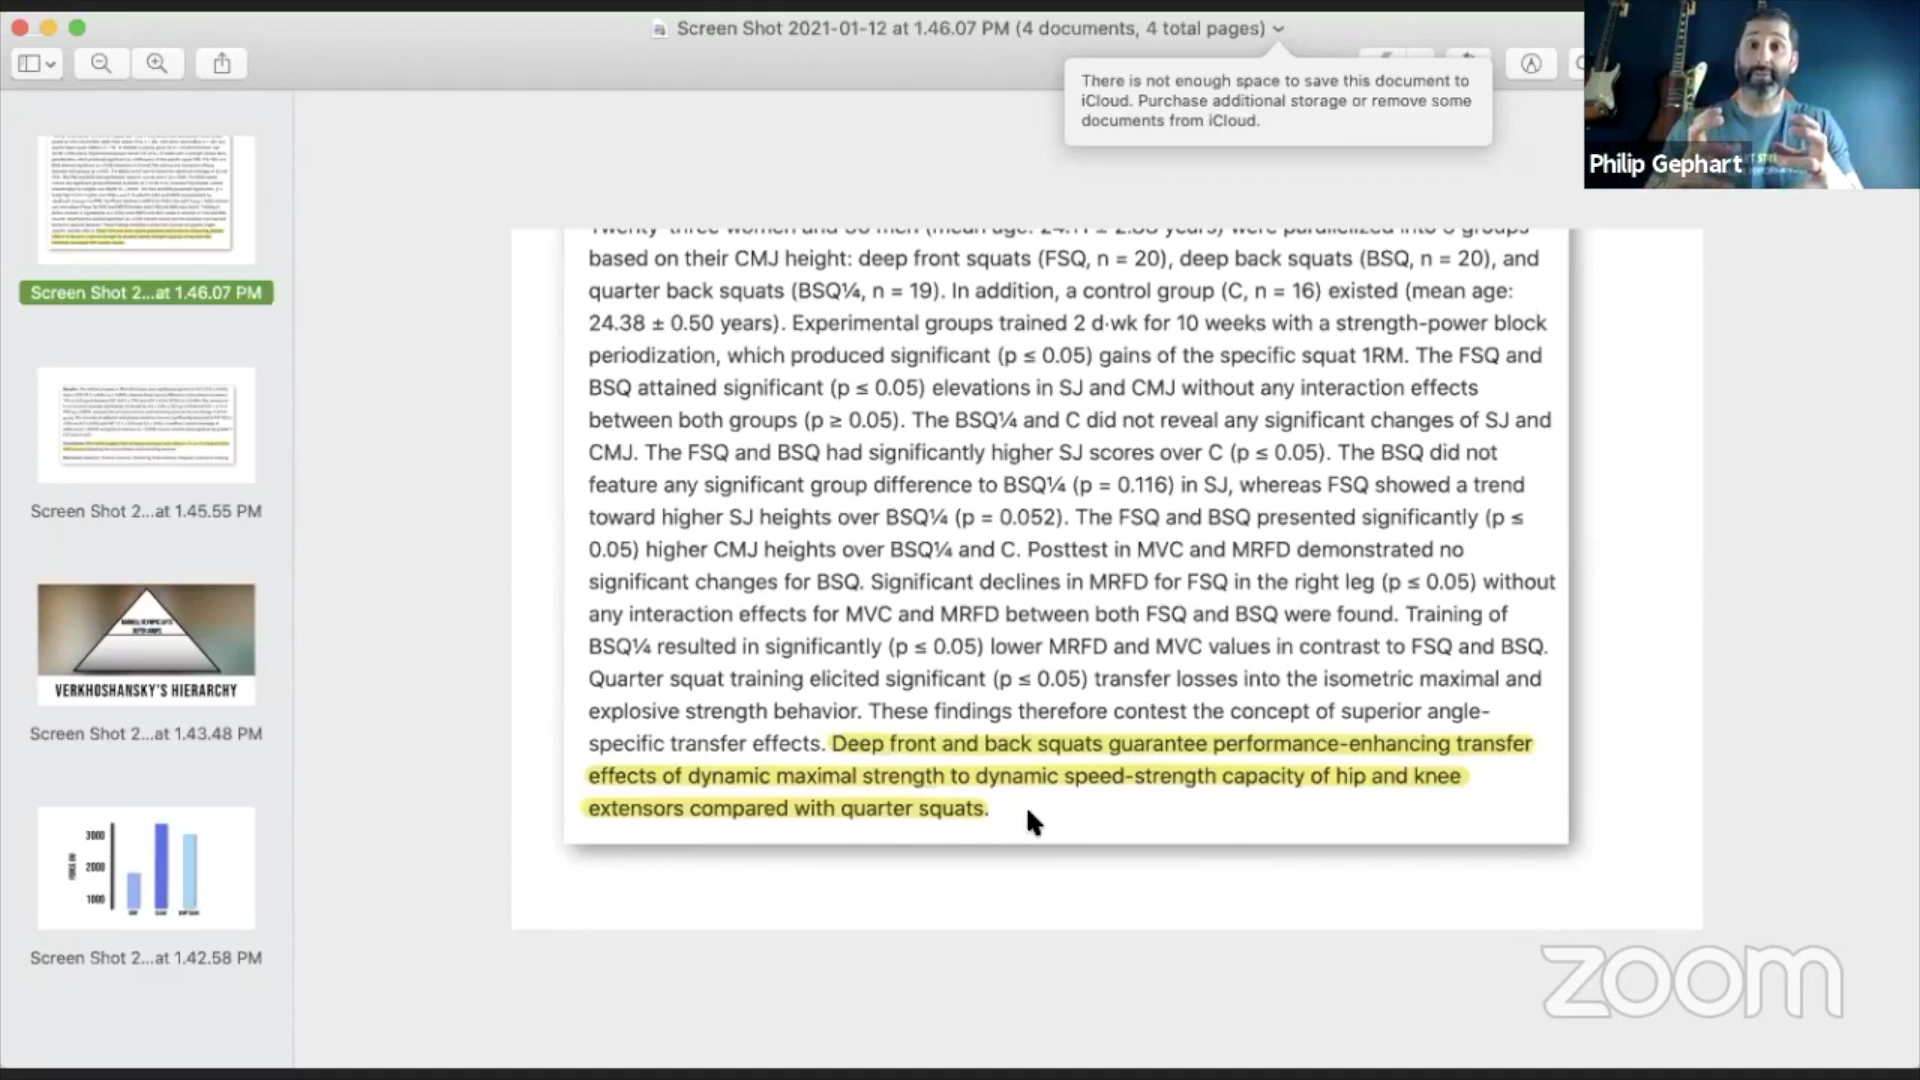 Screen Shot 2021-01-12 at 1.46.07 PM (4 documents, 4 total pages)
There is not enough space to save this document to
iCloud. Purchase additional storage or remove some
documents from iCloud.
Philip Gephart
Screen Shot 2...at 1.46.07 PM
Screen Shot 2...at 1.45.55 PM
VERKHOSHANSKY'S HIERARCHY
Screen Shot 2...at 1.43.48 PM
3000
2000
1000
Screen Shot 2...at 1.42.58 PM
based on their CMJ height: deep front squats (FSQ, n = 20), deep back squats (BSQ, n = 20), and
quarter back squats (BSQ¼, n = 19). In addition, a control group (C, n = 16) existed (mean age:
24.38 ± 0.50 years). Experimental groups trained 2 d·wk for 10 weeks with a strength-power block
periodization, which produced significant (p ≤ 0.05) gains of the specific squat 1RM. The FSQ and
BSQ attained significant (p ≤ 0.05) elevations in SJ and CMJ without any interaction effects
between both groups (p ≥ 0.05). The BSQ¼ and C did not reveal any significant changes of SJ and
CMJ. The FSQ and BSQ had significantly higher SJ scores over C (p ≤ 0.05). The BSQ did not
feature any significant group difference to BSQ¼ (p = 0.116) in SJ, whereas FSQ showed a trend
toward higher SJ heights over BSQ¼ (p = 0.052). The FSQ and BSQ presented significantly (p ≤
0.05) higher CMJ heights over BSQ¼ and C. Posttest in MVC and MRFD demonstrated no
significant changes for BSQ. Significant declines in MRFD for FSQ in the right leg (p ≤ 0.05) without
any interaction effects for MVC and MRFD between both FSQ and BSQ were found. Training of
BSQ¼ resulted in significantly (p ≤ 0.05) lower MRFD and MVC values in contrast to FSQ and BSQ.
Quarter squat training elicited significant (p ≤ 0.05) transfer losses into the isometric maximal and
explosive strength behavior. These findings therefore contest the concept of superior angle-
specific transfer effects. Deep front and back squats guarantee performance-enhancing transfer
effects of dynamic maximal strength to dynamic speed-strength capacity of hip and knee
extensors compared with quarter squats.
zoom